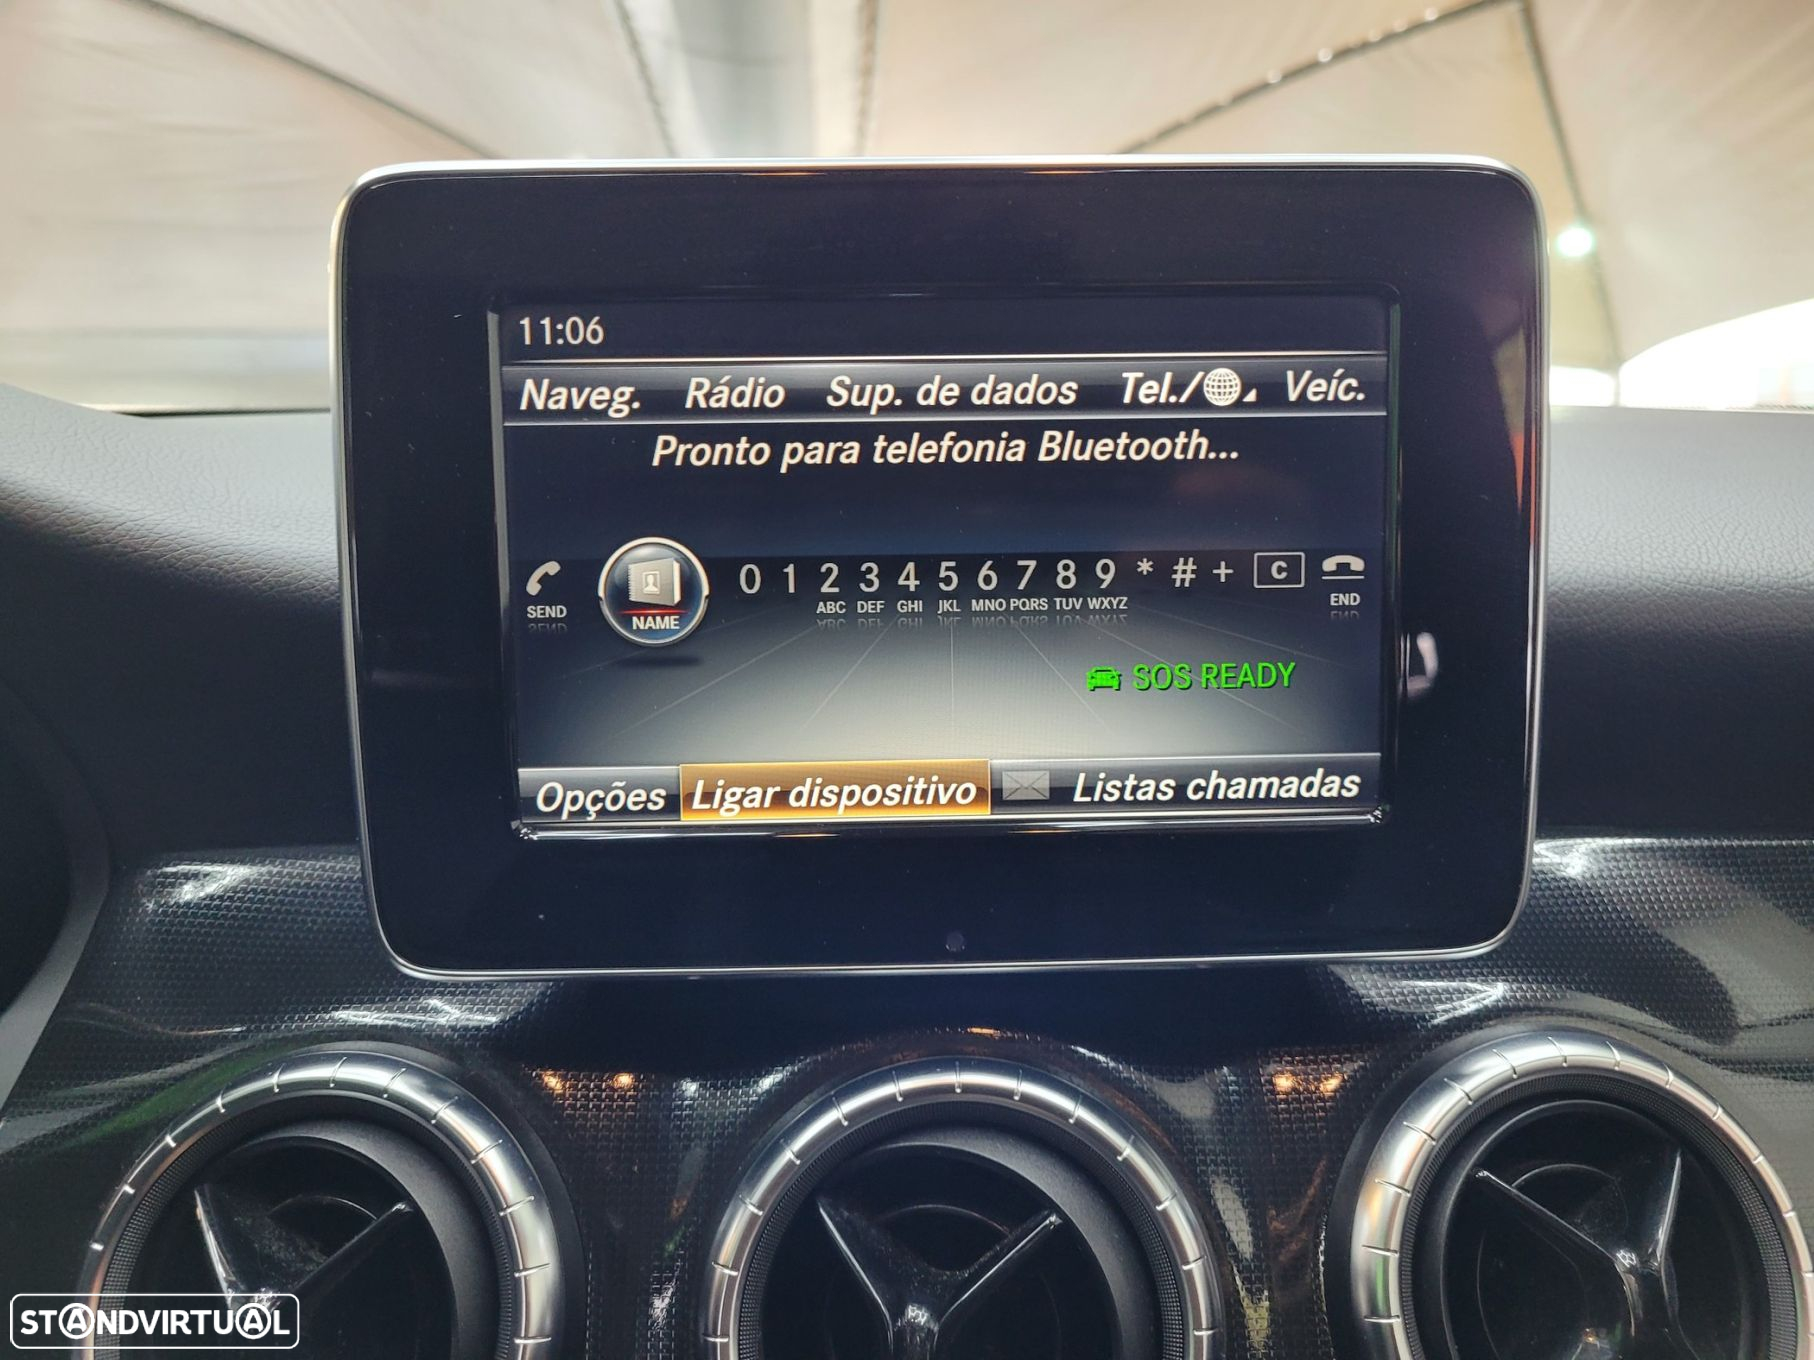 11:06
Naveg. Rádio Sup. de dados Tel./ Veíc.
Pronto para telefonia Bluetooth...
0 1 2 3 4 5 6 7 8 9 * # + C
ABC DEF GHI JKL MNO PQRS TUV WXYZ
SEND NAME END
SOS READY
Opções Ligar dispositivo Listas chamadas
STANDVIRTUAL